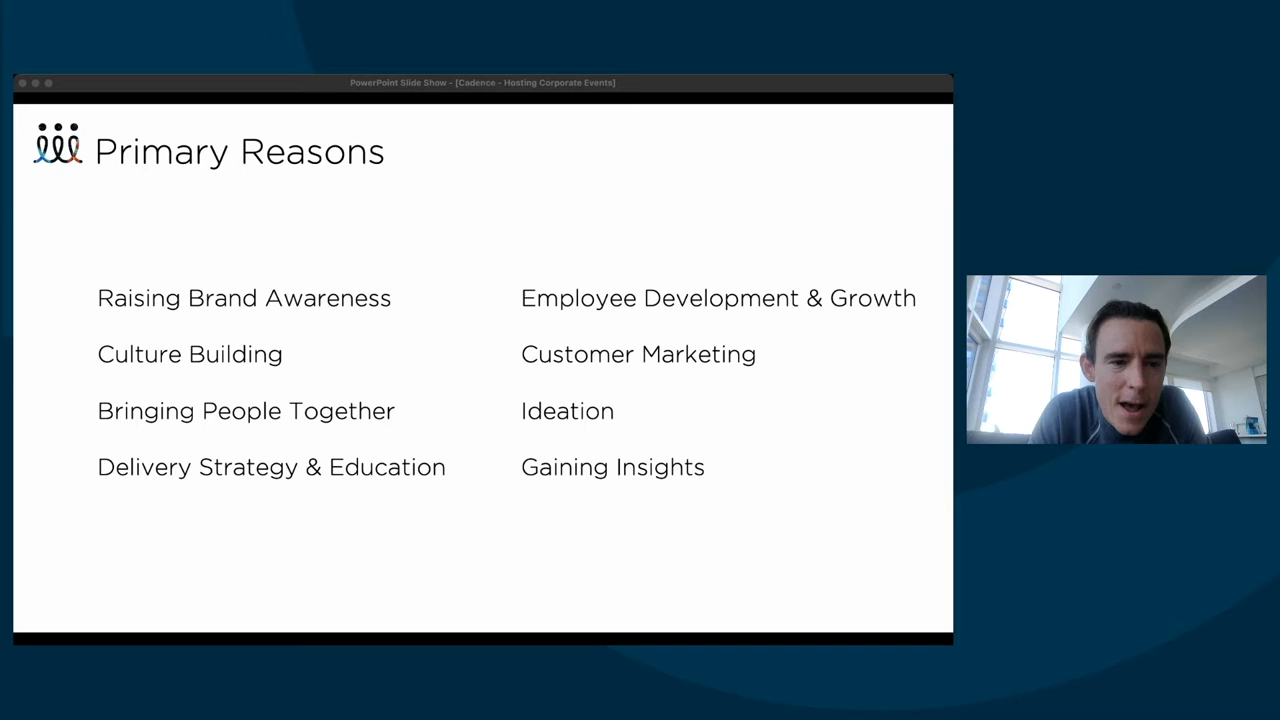 PowerPoint Slide Show - [Cadence - Hosting Corporate Events]
Primary Reasons
Raising Brand Awareness
Culture Building
Bringing People Together
Delivery Strategy & Education
Employee Development & Growth
Customer Marketing
Ideation
Gaining Insights